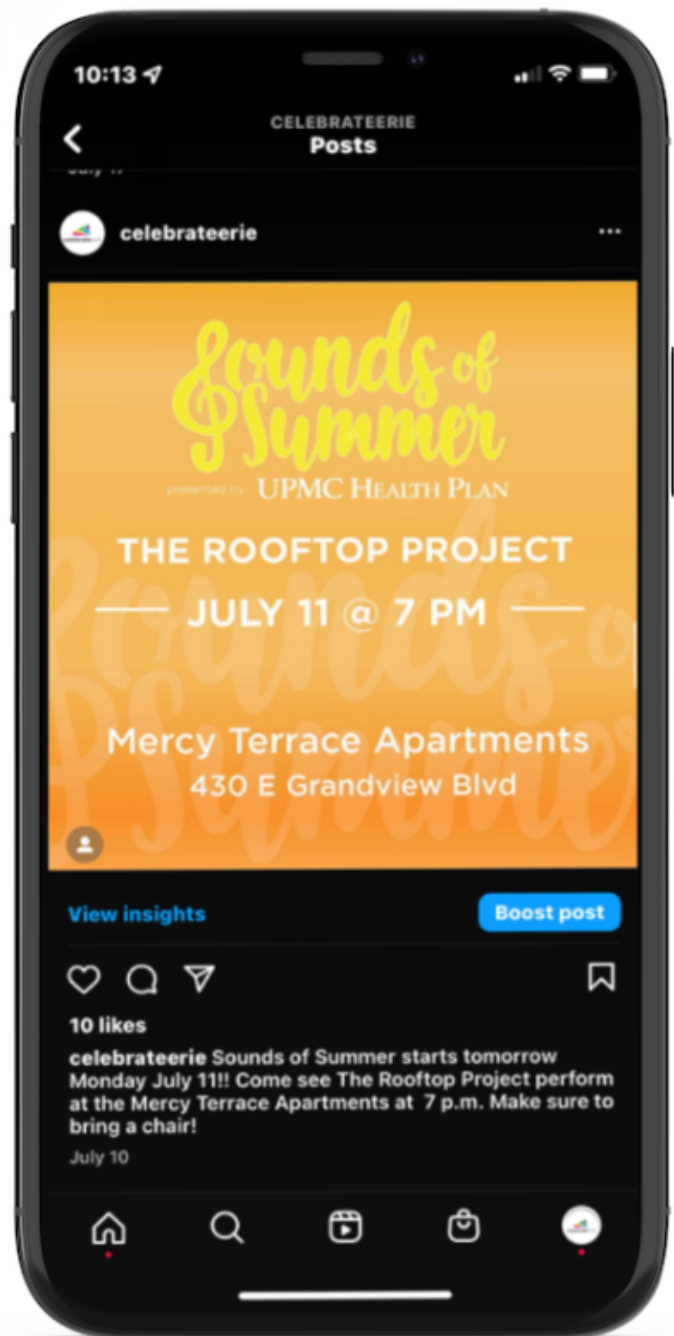 10:13
CELEBRATEERIE
Posts
celebrateerie
Sounds of
Summer
presented by UPMC HEALTH PLAN
THE ROOFTOP PROJECT
JULY 11 @ 7 PM
Mercy Terrace Apartments
430 E Grandview Blvd
View insights
Boost post
10 likes
celebrateerie Sounds of Summer starts tomorrow
Monday July 11!! Come see The Rooftop Project perform
at the Mercy Terrace Apartments at 7 p.m. Make sure to
bring a chair!
July 10